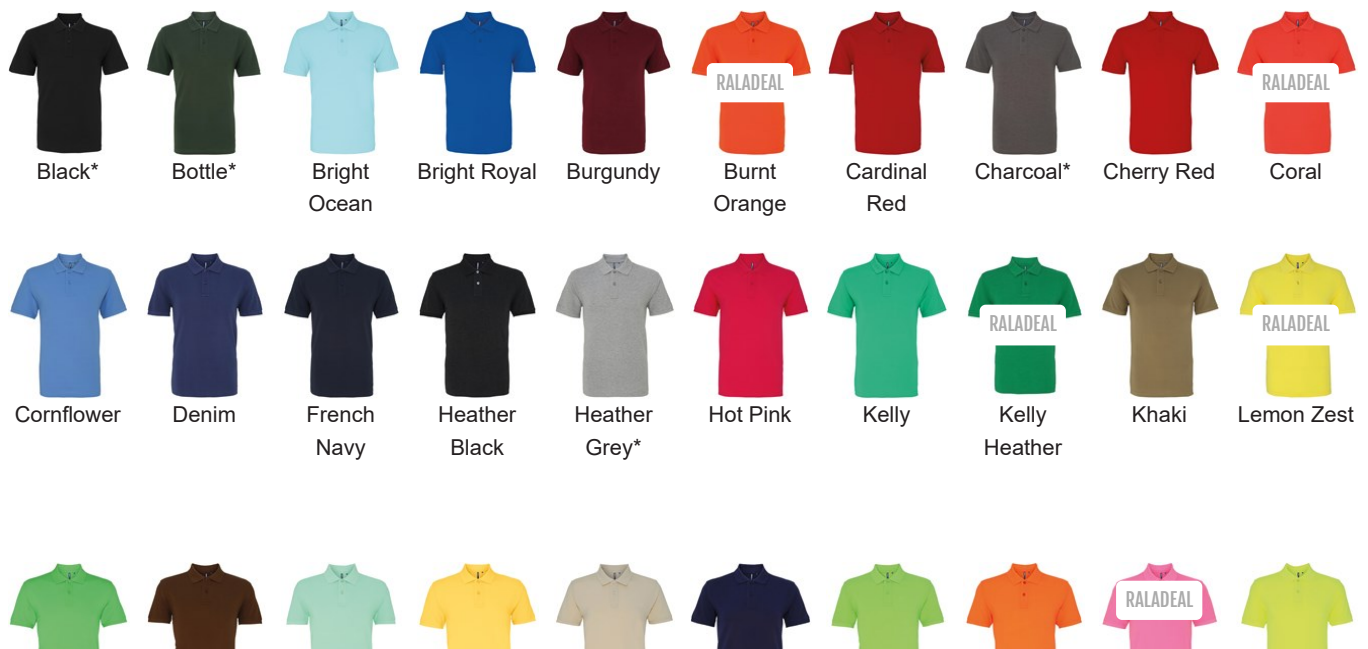 RALADEAL
RALADEAL
Black*
Bottle*
Bright
Ocean
Bright Royal
Burgundy
Burnt
Orange
Cardinal
Red
Charcoal*
Cherry Red
Coral
RALADEAL
RALADEAL
Cornflower
Denim
French
Navy
Heather
Black
Heather
Grey*
Hot Pink
Kelly
Kelly
Heather
Khaki
Lemon Zest
RALADEAL